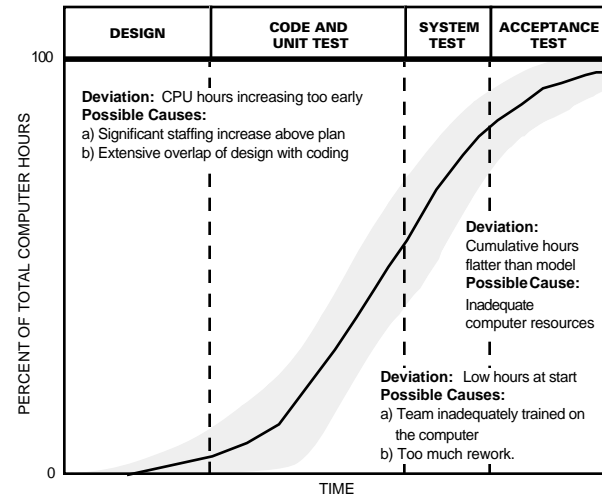 DESIGN
CODE AND
UNIT TEST
SYSTEM
TEST
ACCEPTANCE
TEST
100
Deviation: CPU hours increasing too early
Possible Causes:
a) Significant staffing increase above plan
b) Extensive overlap of design with coding
PERCENT OF TOTAL COMPUTER HOURS
Deviation:
Cumulative hours
flatter than model
Possible Cause:
Inadequate
computer resources
Deviation: Low hours at start
Possible Causes:
a) Team inadequately trained on
the computer
b) Too much rework.
0
TIME